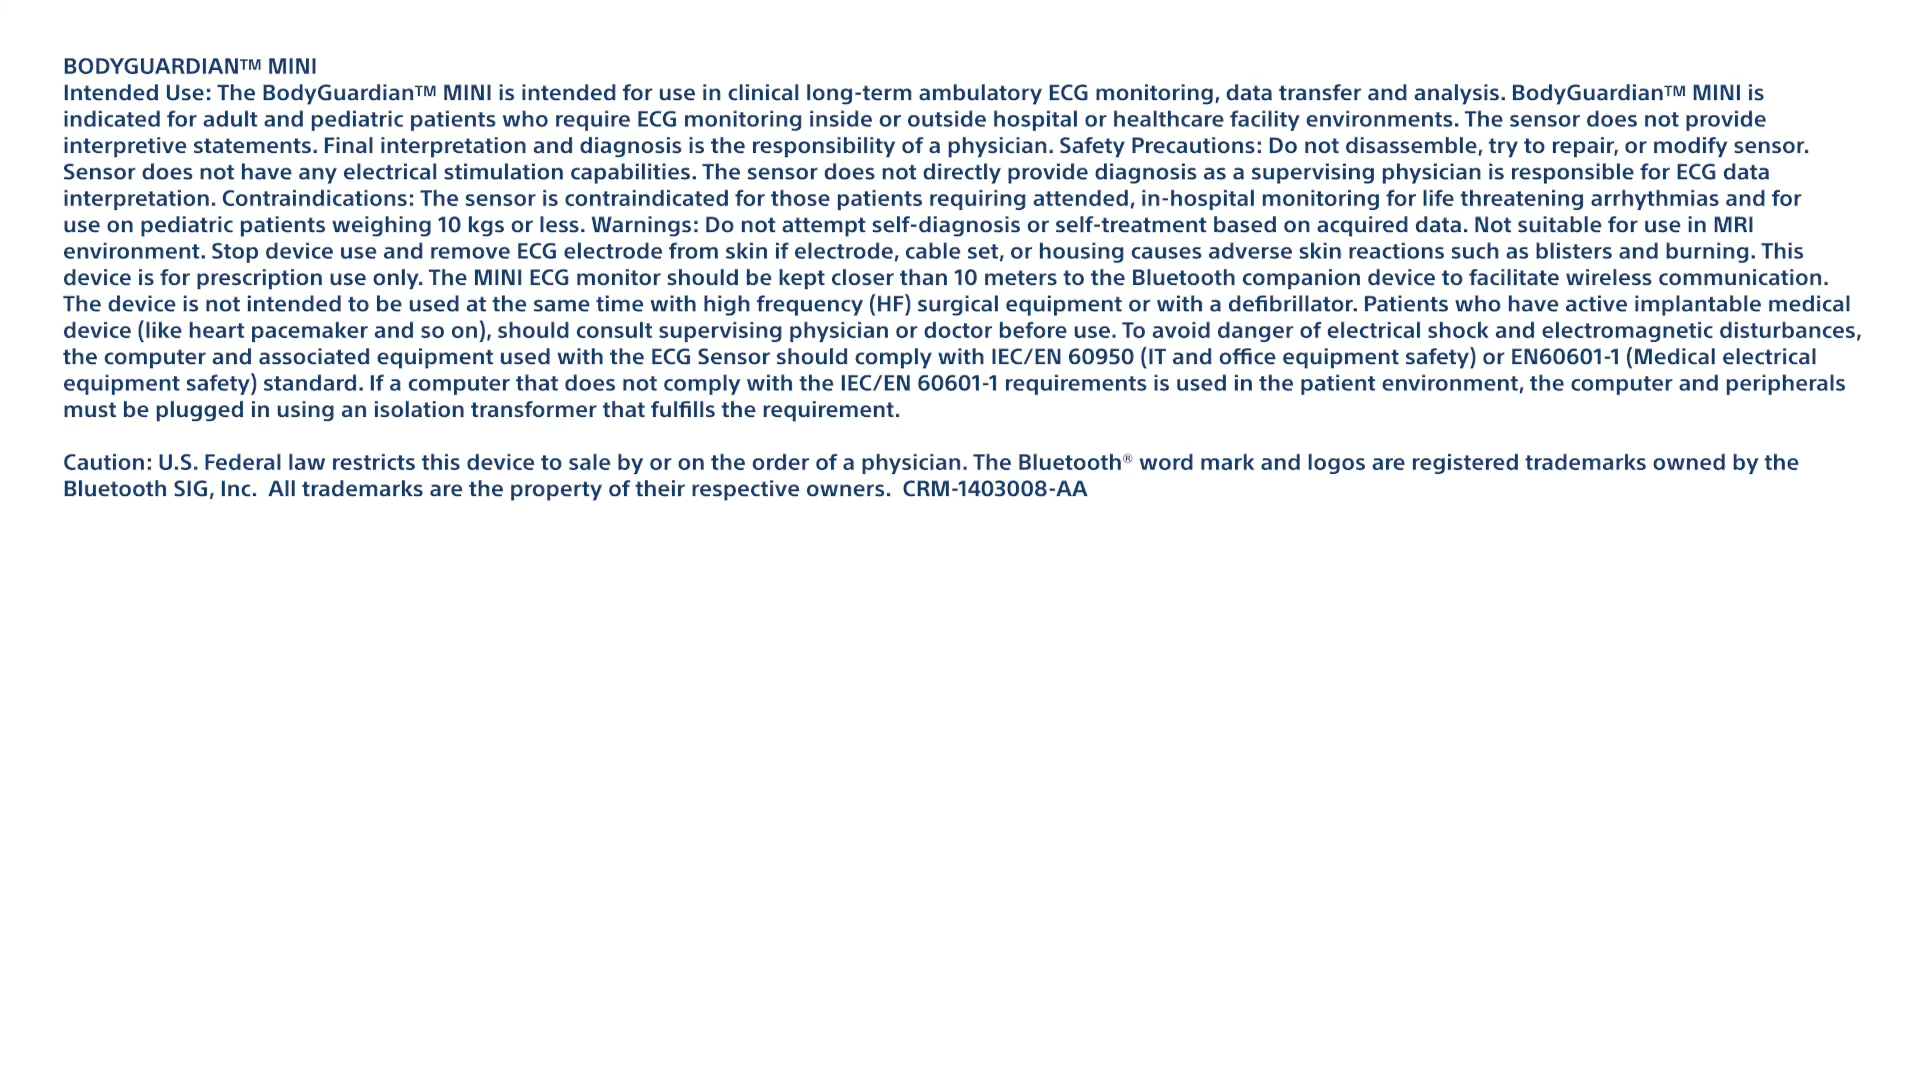 BODYGUARDIAN™ MINI
Intended Use: The BodyGuardian™ MINI is intended for use in clinical long-term ambulatory ECG monitoring, data transfer and analysis. BodyGuardian™ MINI is
indicated for adult and pediatric patients who require ECG monitoring inside or outside hospital or healthcare facility environments. The sensor does not provide
interpretive statements. Final interpretation and diagnosis is the responsibility of a physician. Safety Precautions: Do not disassemble, try to repair, or modify sensor.
Sensor does not have any electrical stimulation capabilities. The sensor does not directly provide diagnosis as a supervising physician is responsible for ECG data
interpretation. Contraindications: The sensor is contraindicated for those patients requiring attended, in-hospital monitoring for life threatening arrhythmias and for
use on pediatric patients weighing 10 kgs or less. Warnings: Do not attempt self-diagnosis or self-treatment based on acquired data. Not suitable for use in MRI
environment. Stop device use and remove ECG electrode from skin if electrode, cable set, or housing causes adverse skin reactions such as blisters and burning. This
device is for prescription use only. The MINI ECG monitor should be kept closer than 10 meters to the Bluetooth companion device to facilitate wireless communication.
The device is not intended to be used at the same time with high frequency (HF) surgical equipment or with a defibrillator. Patients who have active implantable medical
device (like heart pacemaker and so on), should consult supervising physician or doctor before use. To avoid danger of electrical shock and electromagnetic disturbances,
the computer and associated equipment used with the ECG Sensor should comply with IEC/EN 60950 (IT and office equipment safety) or EN60601-1 (Medical electrical
equipment safety) standard. If a computer that does not comply with the IEC/EN 60601-1 requirements is used in the patient environment, the computer and peripherals
must be plugged in using an isolation transformer that fulfills the requirement.
Caution: U.S. Federal law restricts this device to sale by or on the order of a physician. The Bluetooth® word mark and logos are registered trademarks owned by the
Bluetooth SIG, Inc.  All trademarks are the property of their respective owners.  CRM-1403008-AA